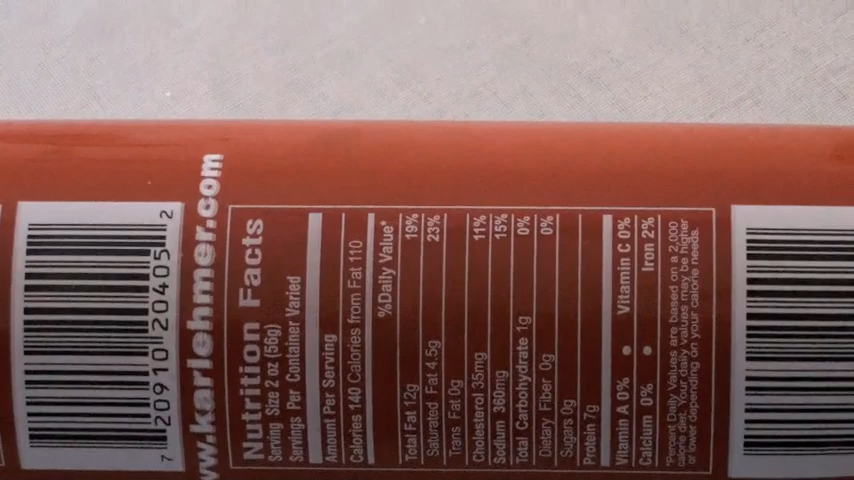 7 20910 20405 2
w.karlehmer.com
Nutrition Facts
Serving Size 2 oz (56g)
Servings Per Container Varied
Amount Per Serving
Calories 140 Calories from Fat 110
%Daily Value*
Total Fat 12g 19%
Saturated Fat 4.5g 23%
Trans Fat 0g
Cholesterol 35mg 11%
Sodium 360mg 15%
Total Carbohydrate 1g 0%
Dietary Fiber 0g 0%
Sugars 0g
Protein 7g
Vitamin A 0% • Vitamin C 0%
Calcium 0% • Iron 2%
*Percent Daily Values are based on a 2,000
calorie diet. Your daily values may be higher
or lower depending on your calorie needs.